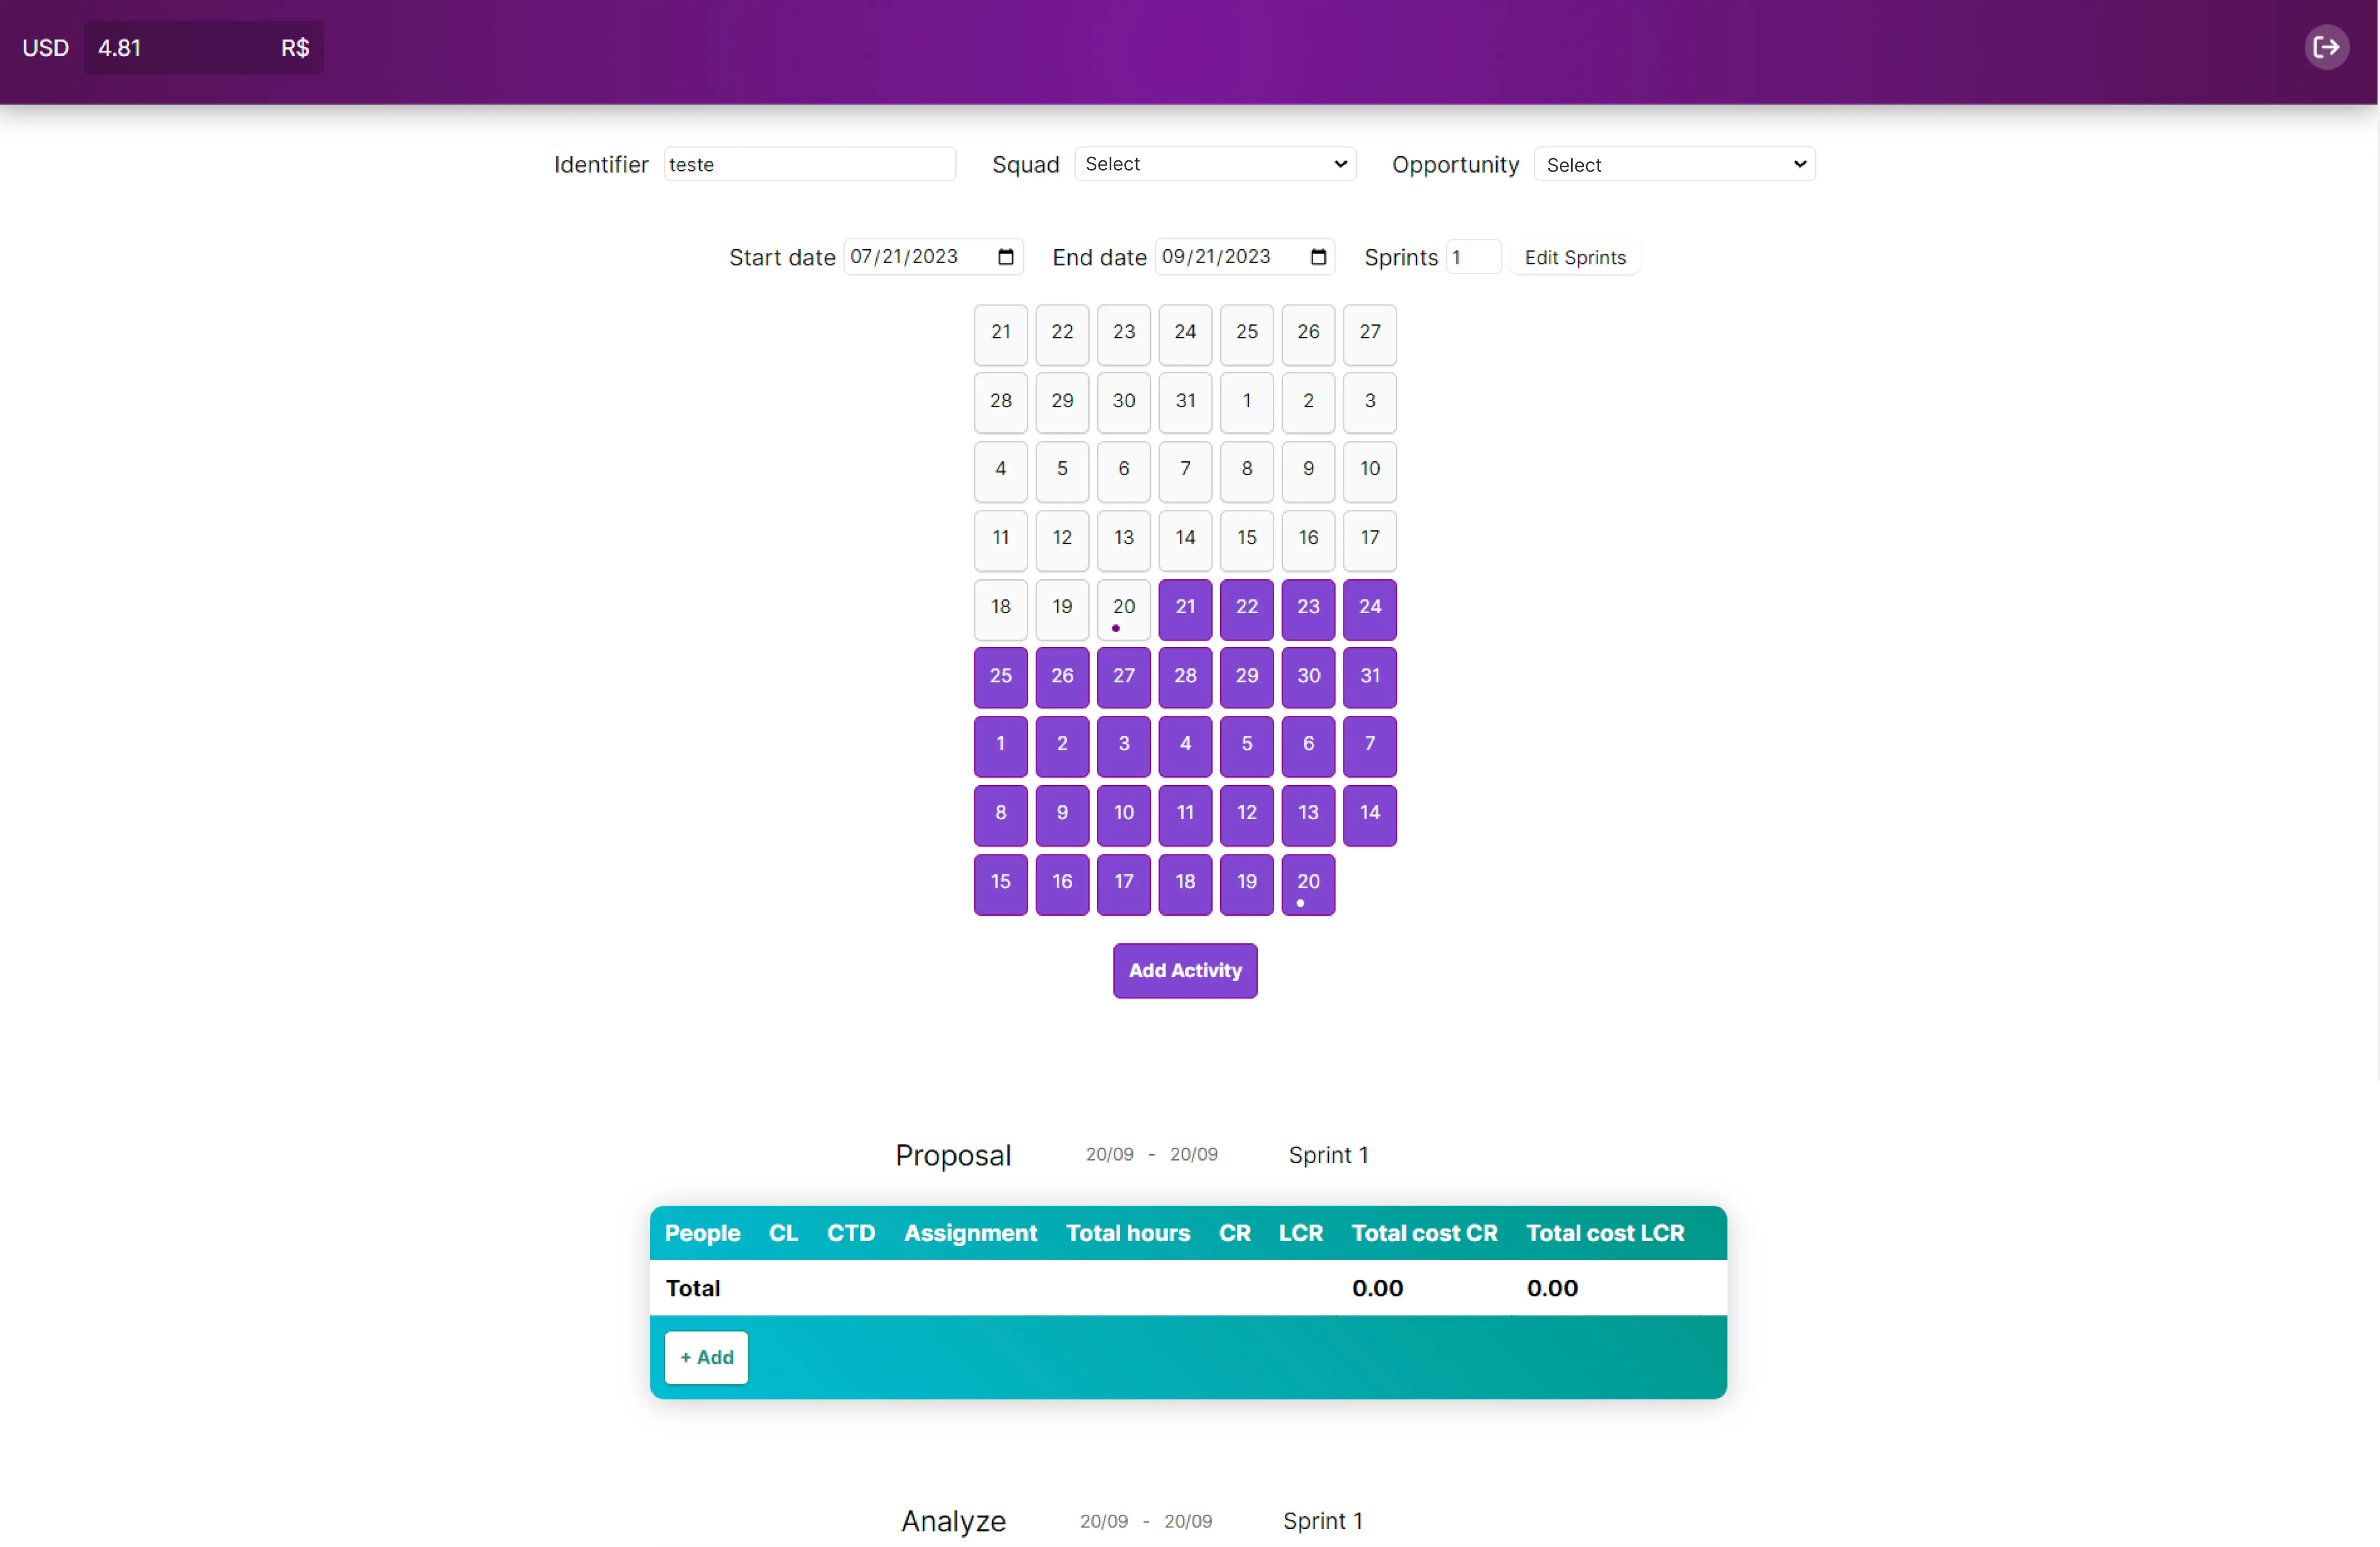 USD 4.81 R$
Identifier teste Squad Select Opportunity Select
Start date 07/21/2023 End date 09/21/2023 Sprints 1 Edit Sprints
21 22 23 24 25 26 27
28 29 30 31 1 2 3
4 5 6 7 8 9 10
11 12 13 14 15 16 17
18 19 20 21 22 23 24
25 26 27 28 29 30 31
1 2 3 4 5 6 7
8 9 10 11 12 13 14
15 16 17 18 19 20
Add Activity
Proposal 20/09 - 20/09 Sprint 1
People CL CTD Assignment Total hours CR LCR Total cost CR Total cost LCR
Total 0.00 0.00
+ Add
Analyze 20/09 - 20/09 Sprint 1